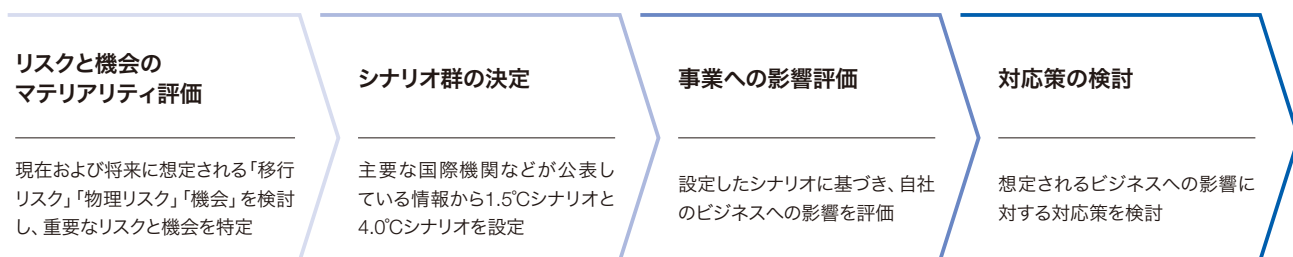 リスクと機会の
マテリアリティ評価
現在および将来に想定される「移行
リスク」「物理リスク」「機会」を検討
し、重要なリスクと機会を特定
シナリオ群の決定
主要な国際機関などが公表し
ている情報から1.5℃シナリオと
4.0℃シナリオを設定
事業への影響評価
設定したシナリオに基づき、自社
のビジネスへの影響を評価
対応策の検討
想定されるビジネスへの影響に
対する対応策を検討